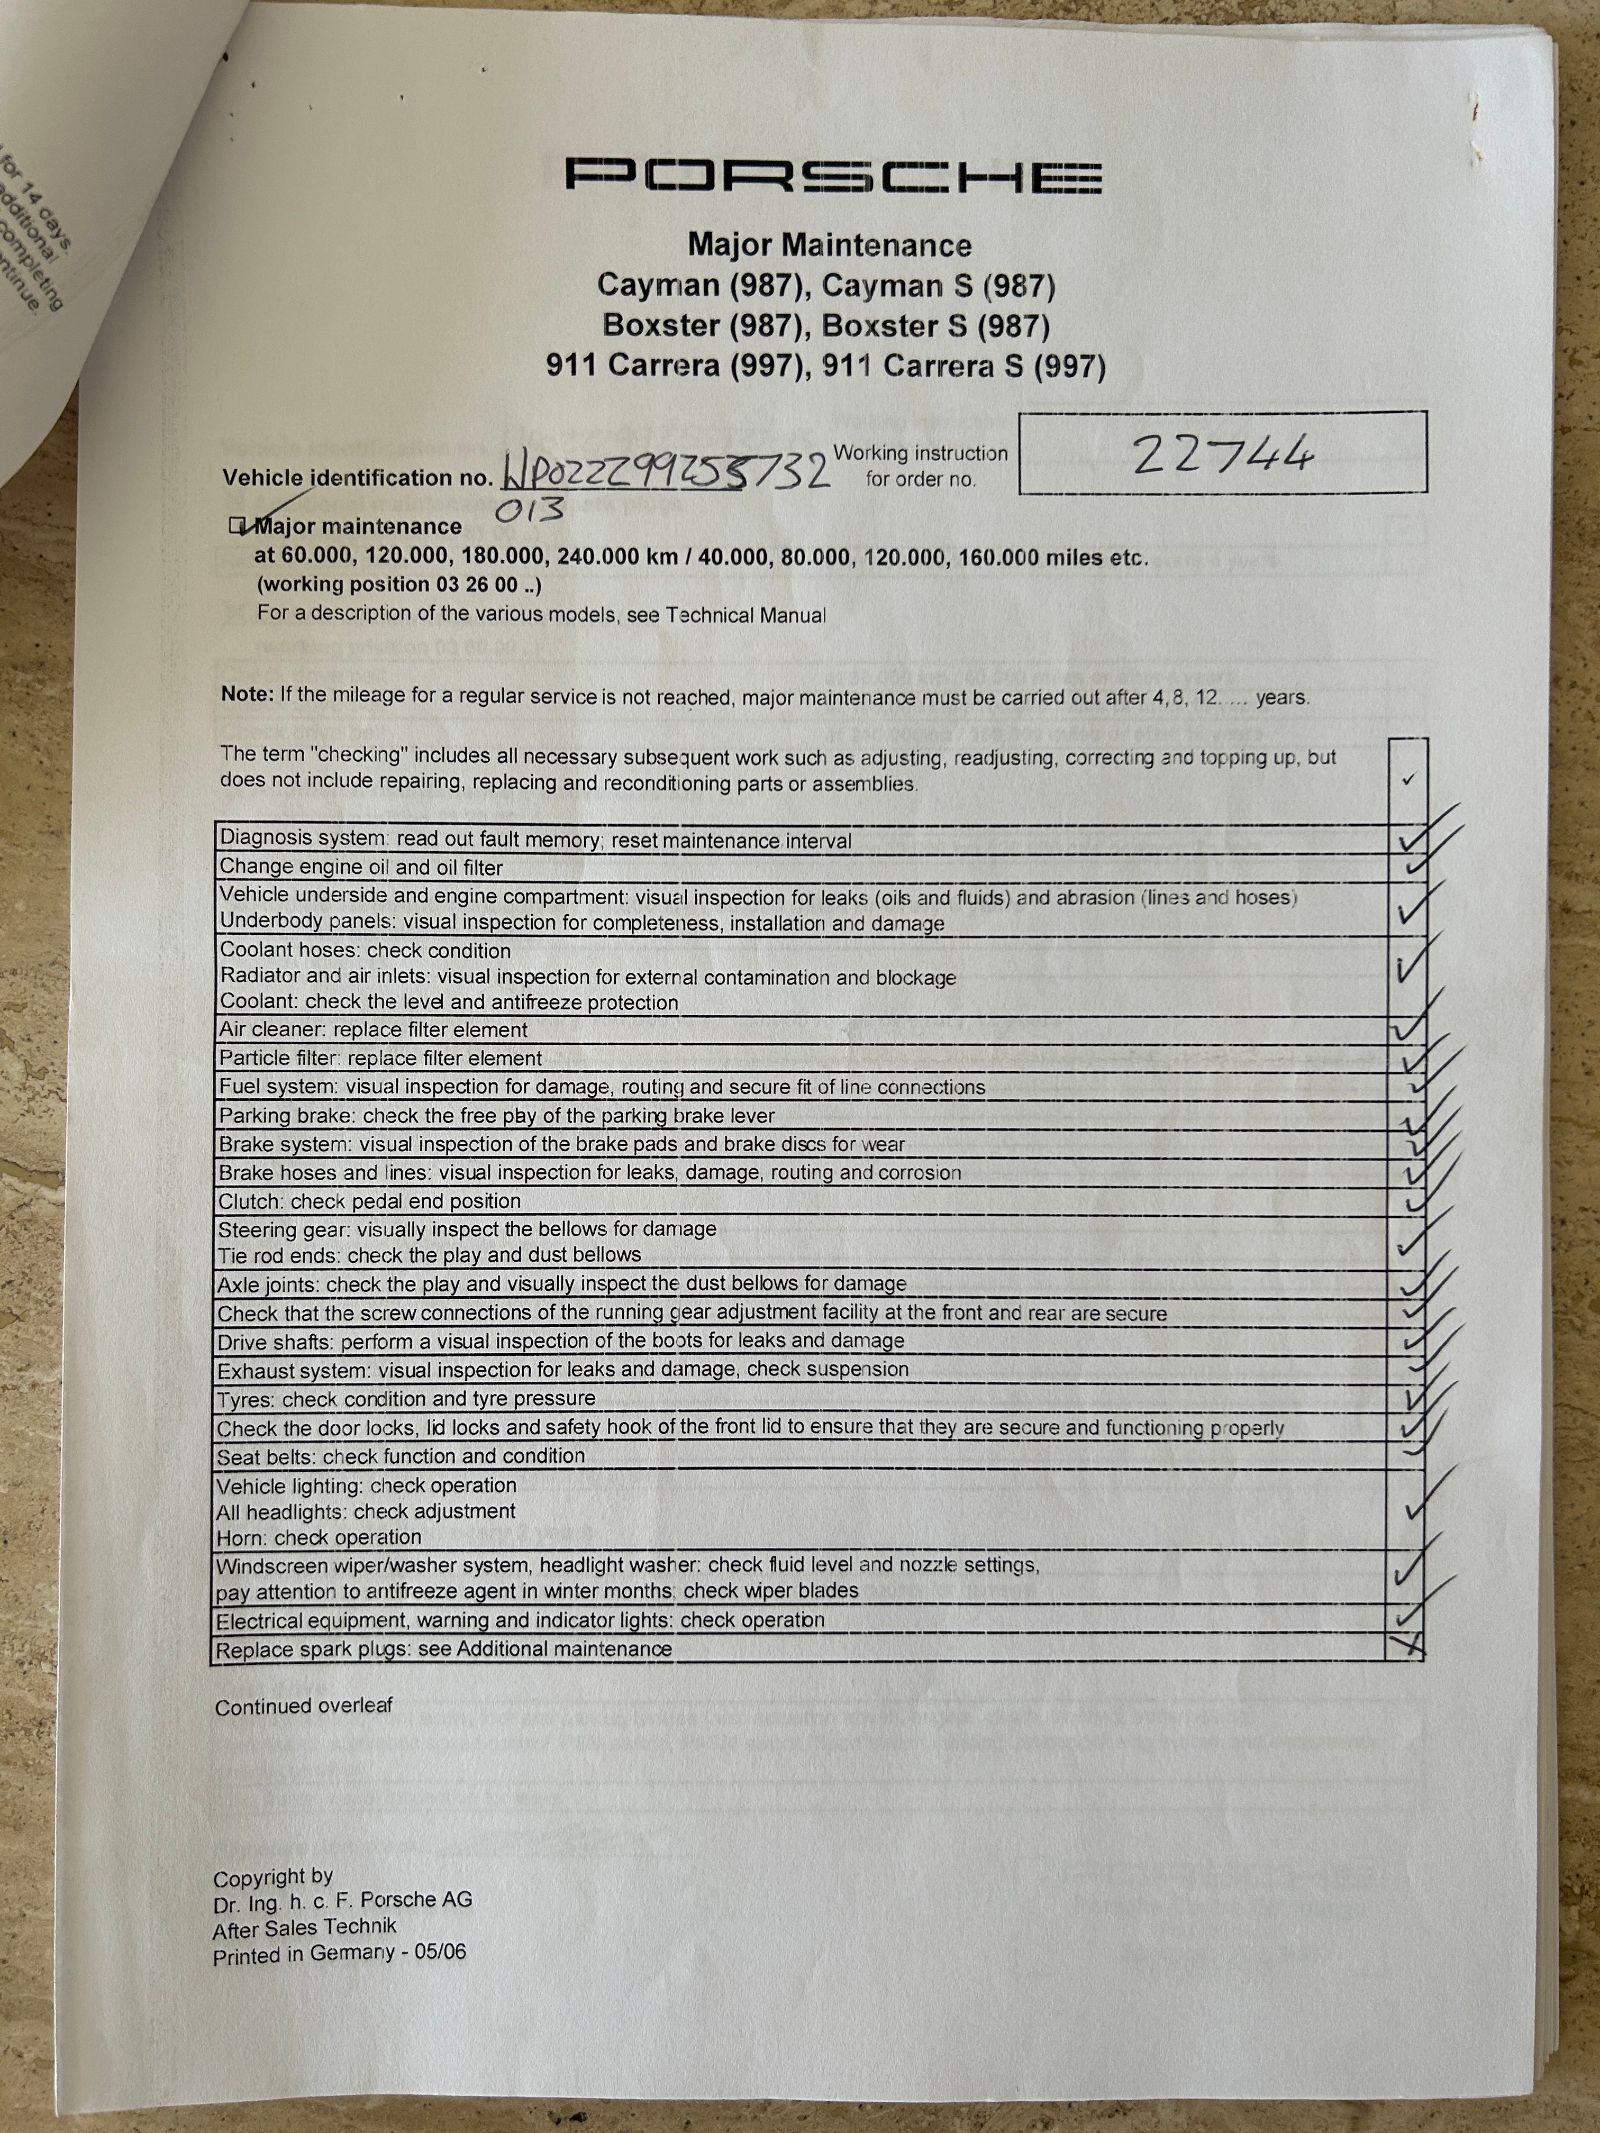 for 14 days.
additional
completing
continue.
PORSCHE
Major Maintenance
Cayman (987), Cayman S (987)
Boxster (987), Boxster S (987)
911 Carrera (997), 911 Carrera S (997)
Vehicle identification no. WP0ZZZ99Z5S732
013
Working instruction
for order no.
22744
Major maintenance
at 60.000, 120.000, 180.000, 240.000 km / 40.000, 80.000, 120.000, 160.000 miles etc.
(working position 03 26 00 ..)
For a description of the various models, see Technical Manual
Note: If the mileage for a regular service is not reached, major maintenance must be carried out after 4, 8, 12. ... years.
The term "checking" includes all necessary subsequent work such as adjusting, readjusting, correcting and topping up, but
does not include repairing, replacing and reconditioning parts or assemblies.
Diagnosis system: read out fault memory; reset maintenance interval
Change engine oil and oil filter
Vehicle underside and engine compartment: visual inspection for leaks (oils and fluids) and abrasion (lines and hoses)
Underbody panels: visual inspection for completeness, installation and damage
Coolant hoses: check condition
Radiator and air inlets: visual inspection for external contamination and blockage
Coolant: check the level and antifreeze protection
Air cleaner: replace filter element
Particle filter: replace filter element
Fuel system: visual inspection for damage, routing and secure fit of line connections
Parking brake: check the free play of the parking brake lever
Brake system: visual inspection of the brake pads and brake discs for wear
Brake hoses and lines: visual inspection for leaks, damage, routing and corrosion
Clutch: check pedal end position
Steering gear: visually inspect the bellows for damage
Tie rod ends: check the play and dust bellows
Axle joints: check the play and visually inspect the dust bellows for damage
Check that the screw connections of the running gear adjustment facility at the front and rear are secure
Drive shafts: perform a visual inspection of the boots for leaks and damage
Exhaust system: visual inspection for leaks and damage, check suspension
Tyres: check condition and tyre pressure
Check the door locks, lid locks and safety hook of the front lid to ensure that they are secure and functioning properly
Seat belts: check function and condition
Vehicle lighting: check operation
All headlights: check adjustment
Horn: check operation
Windscreen wiper/washer system, headlight washer: check fluid level and nozzle settings,
pay attention to antifreeze agent in winter months; check wiper blades
Electrical equipment, warning and indicator lights: check operation
Replace spark plugs: see Additional maintenance
Continued overleaf
Copyright by
Dr. Ing. h. c. F. Porsche AG
After Sales Technik
Printed in Germany - 05/06